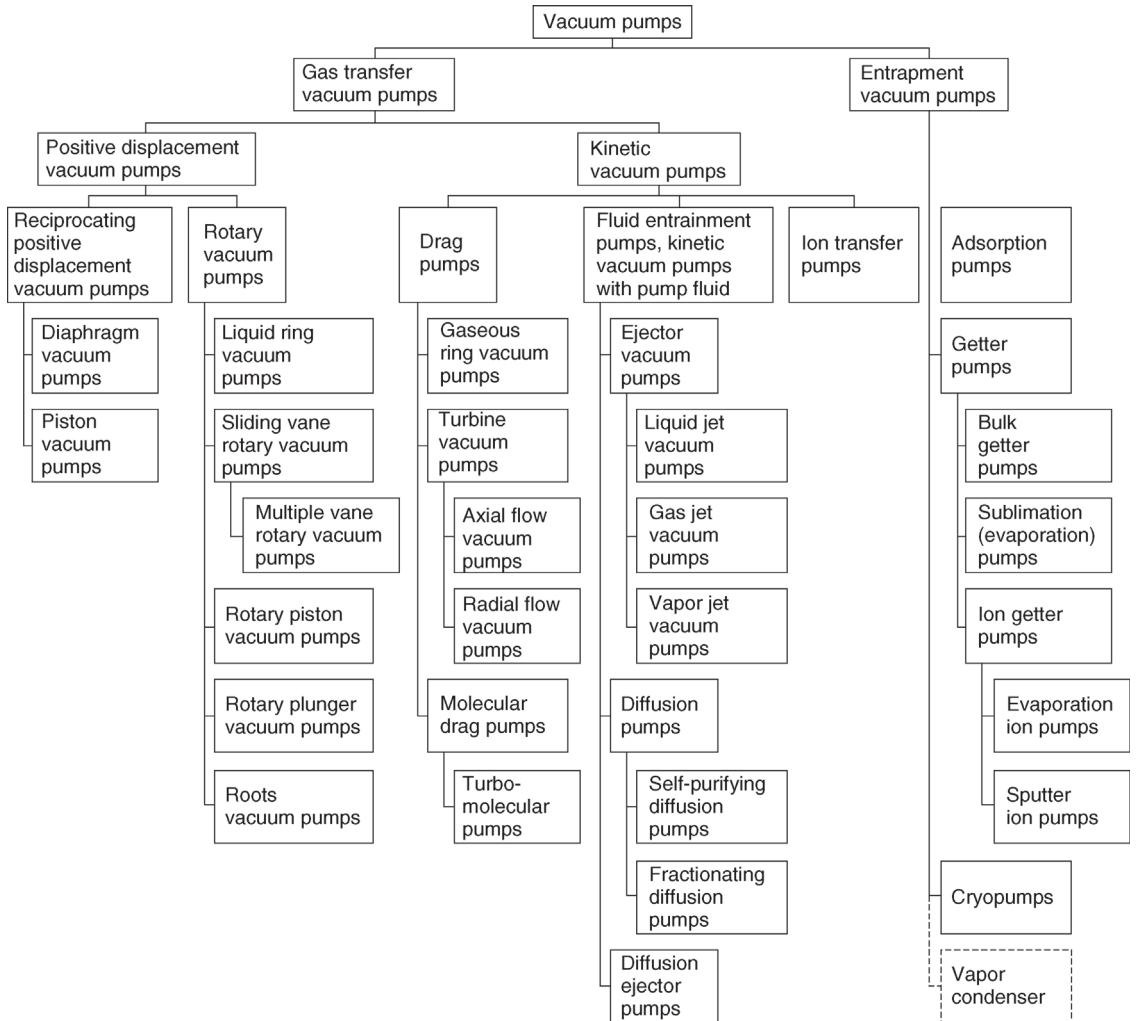 Vacuum pumps
Gas transfer
vacuum pumps
Entrapment
vacuum pumps
Positive displacement
vacuum pumps
Kinetic
vacuum pumps
Reciprocating
positive
displacement
vacuum pumps
Rotary
vacuum
pumps
Drag
pumps
Fluid entrainment
pumps, kinetic
vacuum pumps
with pump fluid
Ion transfer
pumps
Adsorption
pumps
Diaphragm
vacuum
pumps
Piston
vacuum
pumps
Liquid ring
vacuum
pumps
Sliding vane
rotary vacuum
pumps
Multiple vane
rotary vacuum
pumps
Rotary piston
vacuum pumps
Rotary plunger
vacuum pumps
Roots
vacuum pumps
Gaseous
ring vacuum
pumps
Turbine
vacuum
pumps
Axial flow
vacuum
pumps
Radial flow
vacuum
pumps
Molecular
drag pumps
Turbo-
molecular
pumps
Ejector
vacuum
pumps
Liquid jet
vacuum
pumps
Gas jet
vacuum
pumps
Vapor jet
vacuum
pumps
Diffusion
pumps
Self-purifying
diffusion
pumps
Fractionating
diffusion
pumps
Diffusion
ejector
pumps
Getter
pumps
Bulk
getter
pumps
Sublimation
(evaporation)
pumps
Ion getter
pumps
Evaporation
ion pumps
Sputter
ion pumps
Cryopumps
Vapor
condenser